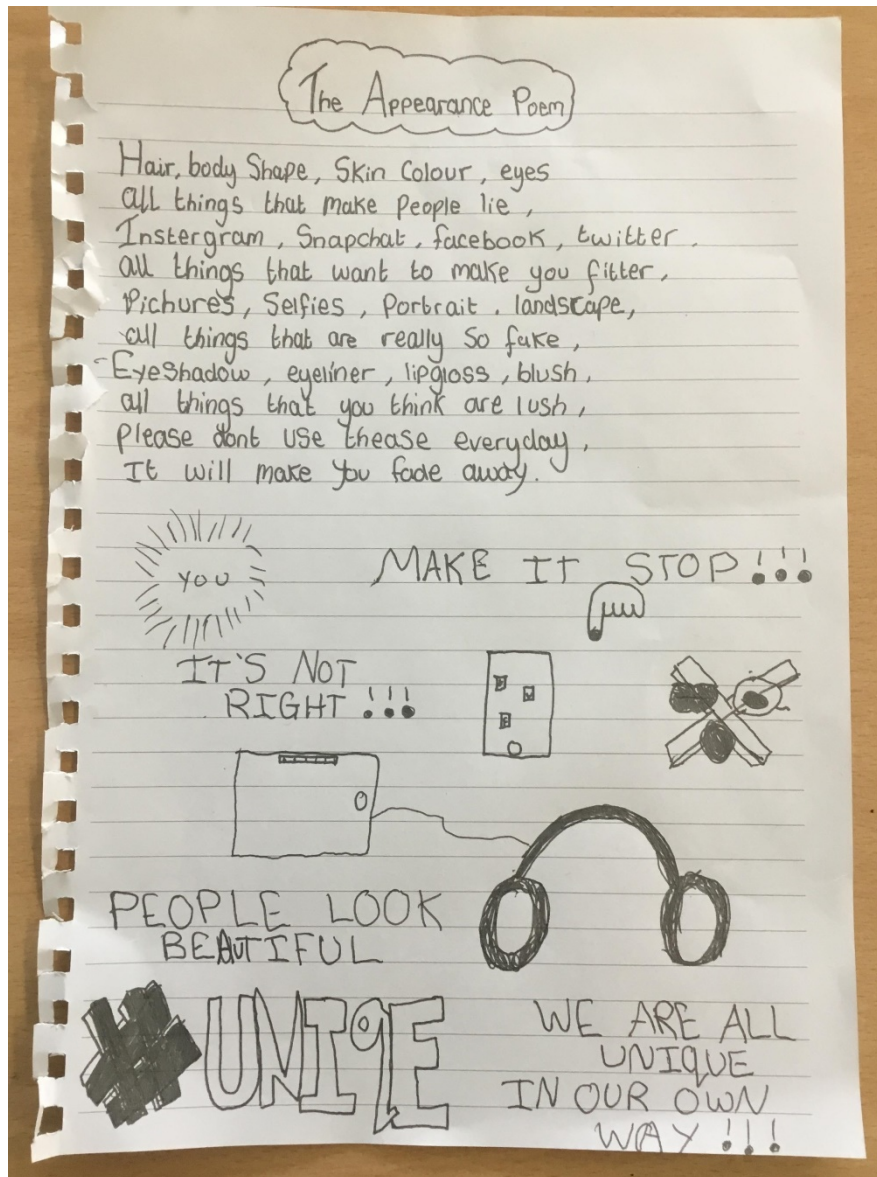 The Appearance Poem
Hair, body Shape, Skin Colour, eyes
all things that make People lie,
Instergram, Snapchat, facebook, twitter.
all things that want to make you fitter,
Pichures, Selfies, Portrait, landscape,
all things that are really So fake,
Eyeshadow, eyeliner, lipgloss, blush,
all things that you think are lush,
Please dont use thease everyday,
It will make you fade away.
YOU
MAKE IT STOP!!!
IT'S NOT
RIGHT!!!
PEOPLE LOOK
BEAUTIFUL
#UNIqE
WE ARE ALL
UNIQUE
IN OUR OWN
WAY!!!